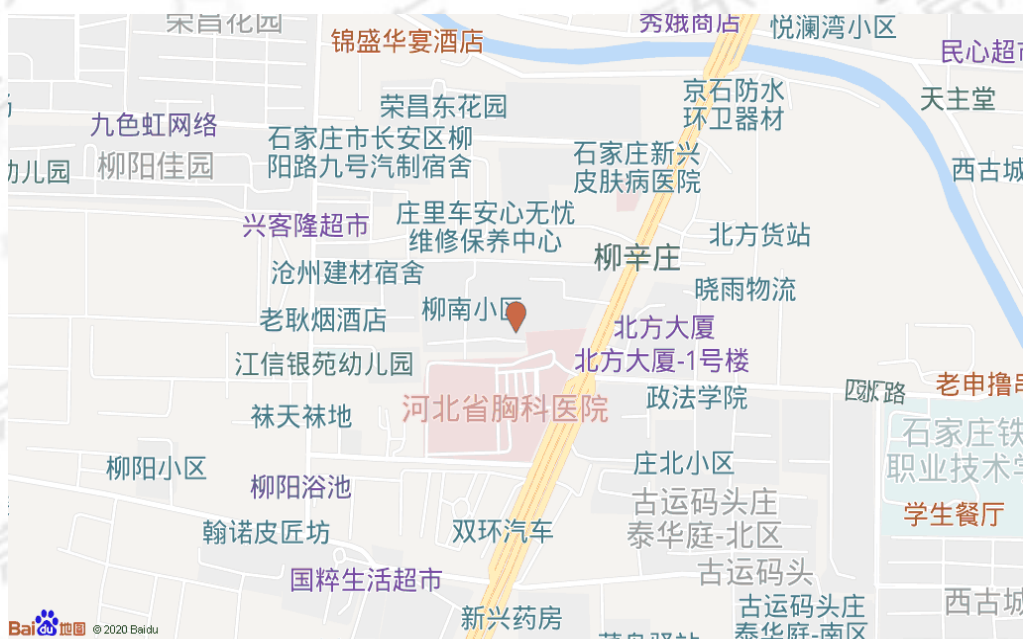 荣昌花园
秀娥商店
悦澜湾小区
锦盛华宴酒店
民心超市
京石防水
环卫器材
天主堂
荣昌东花园
九色虹网络
石家庄市长安区柳
阳路九号汽制宿舍
柳阳佳园
幼儿园
石家庄新兴
皮肤病医院
西古城
兴客隆超市
庄里车安心无忧
维修保养中心
北方货站
柳辛庄
沧州建材宿舍
晓雨物流
柳南小区
老耿烟酒店
北方大厦
江信银苑幼儿园
北方大厦-1号楼
政法学院
老申撸串
袜天袜地
河北省胸科医院
石家庄铁
职业技术学
柳阳小区
庄北小区
柳阳浴池
古运码头庄
泰华庭-北区
学生餐厅
翰诺皮匠坊
双环汽车
国粹生活超市
古运码头
西古城
新兴药房
古运码头庄
泰华庭-南区
Bai du 地图 © 2020 Baidu